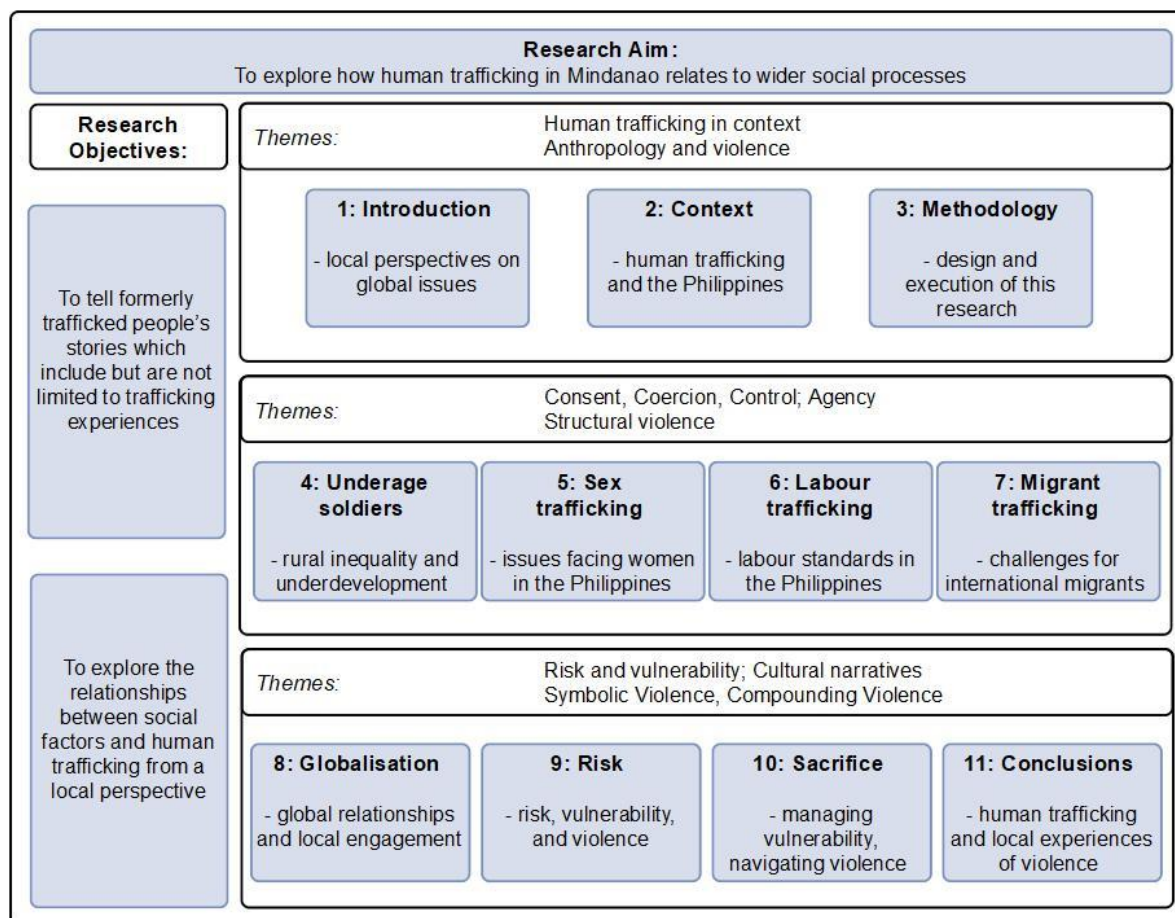 Research Aim:
To explore how human trafficking in Mindanao relates to wider social processes
Research
Objectives:
To tell formerly
trafficked people's
stories which
include but are not
limited to trafficking
experiences
To explore the
relationships
between social
factors and human
trafficking from a
local perspective
Themes:
Human trafficking in context
Anthropology and violence
1: Introduction
- local perspectives on
global issues
2: Context
- human trafficking
and the Philippines
3: Methodology
- design and
execution of this
research
Themes:
Consent, Coercion, Control; Agency
Structural violence
4: Underage
soldiers
- rural inequality and
underdevelopment
5: Sex
trafficking
- issues facing women
in the Philippines
6: Labour
trafficking
- labour standards in
the Philippines
7: Migrant
trafficking
- challenges for
international migrants
Themes:
Risk and vulnerability; Cultural narratives
Symbolic Violence, Compounding Violence
8: Globalisation
- global relationships
and local engagement
9: Risk
- risk, vulnerability,
and violence
10: Sacrifice
- managing
vulnerability,
navigating violence
11: Conclusions
- human trafficking
and local experiences
of violence